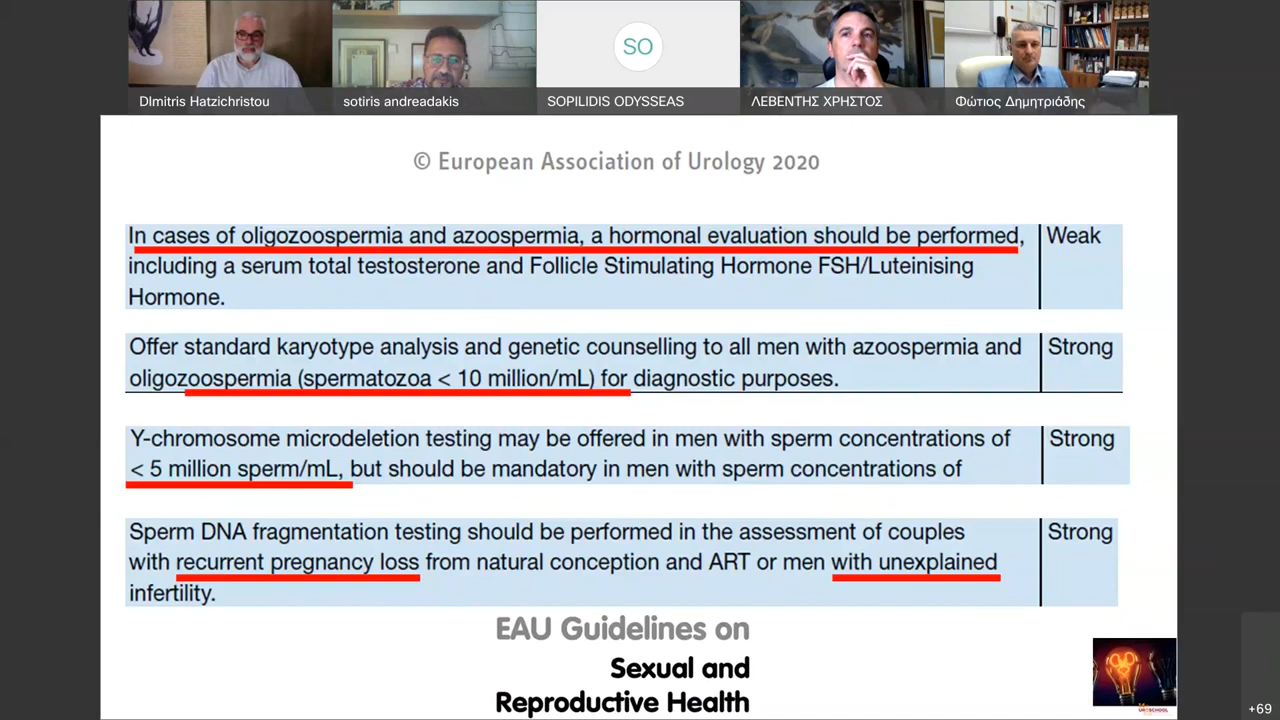 SO
DImitris Hatzichristou
sotiris andreadakis
SOPILIDIS ODYSSEAS
ΛΕΒΕΝΤΗΣ ΧΡΗΣΤΟΣ
Φώτιος Δημητριάδης
© European Association of Urology 2020
In cases of oligozoospermia and azoospermia, a hormonal evaluation should be performed,
including a serum total testosterone and Follicle Stimulating Hormone FSH/Luteinising
Hormone.
Weak
Offer standard karyotype analysis and genetic counselling to all men with azoospermia and
oligozoospermia (spermatozoa < 10 million/mL) for diagnostic purposes.
Strong
Y-chromosome microdeletion testing may be offered in men with sperm concentrations of
< 5 million sperm/mL, but should be mandatory in men with sperm concentrations of
Strong
Sperm DNA fragmentation testing should be performed in the assessment of couples
with recurrent pregnancy loss from natural conception and ART or men with unexplained
infertility.
Strong
EAU Guidelines on
Sexual and
Reproductive Health
UROSCHOOL
+69